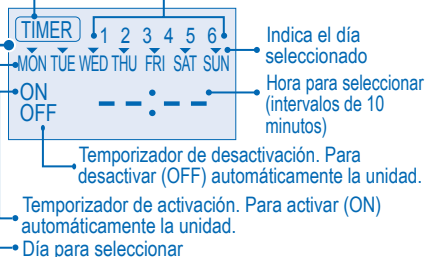 TIMER 1 2 3 4 5 6
MON TUE WED THU FRI SAT SUN
ON
OFF
--:--
Indica el día
seleccionado
Hora para seleccionar
(intervalos de 10
minutos)
Temporizador de desactivación. Para
desactivar (OFF) automáticamente la unidad.
Temporizador de activación. Para activar (ON)
automáticamente la unidad.
Día para seleccionar